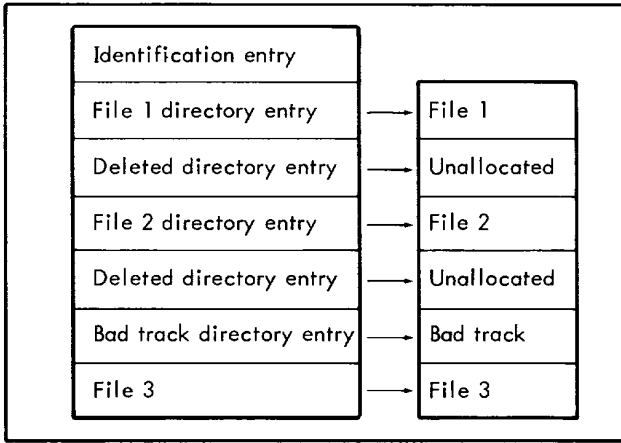 Identification entry
File 1 directory entry
File 1
Deleted directory entry
Unallocated
File 2 directory entry
File 2
Deleted directory entry
Unallocated
Bad track directory entry
Bad track
File 3
File 3